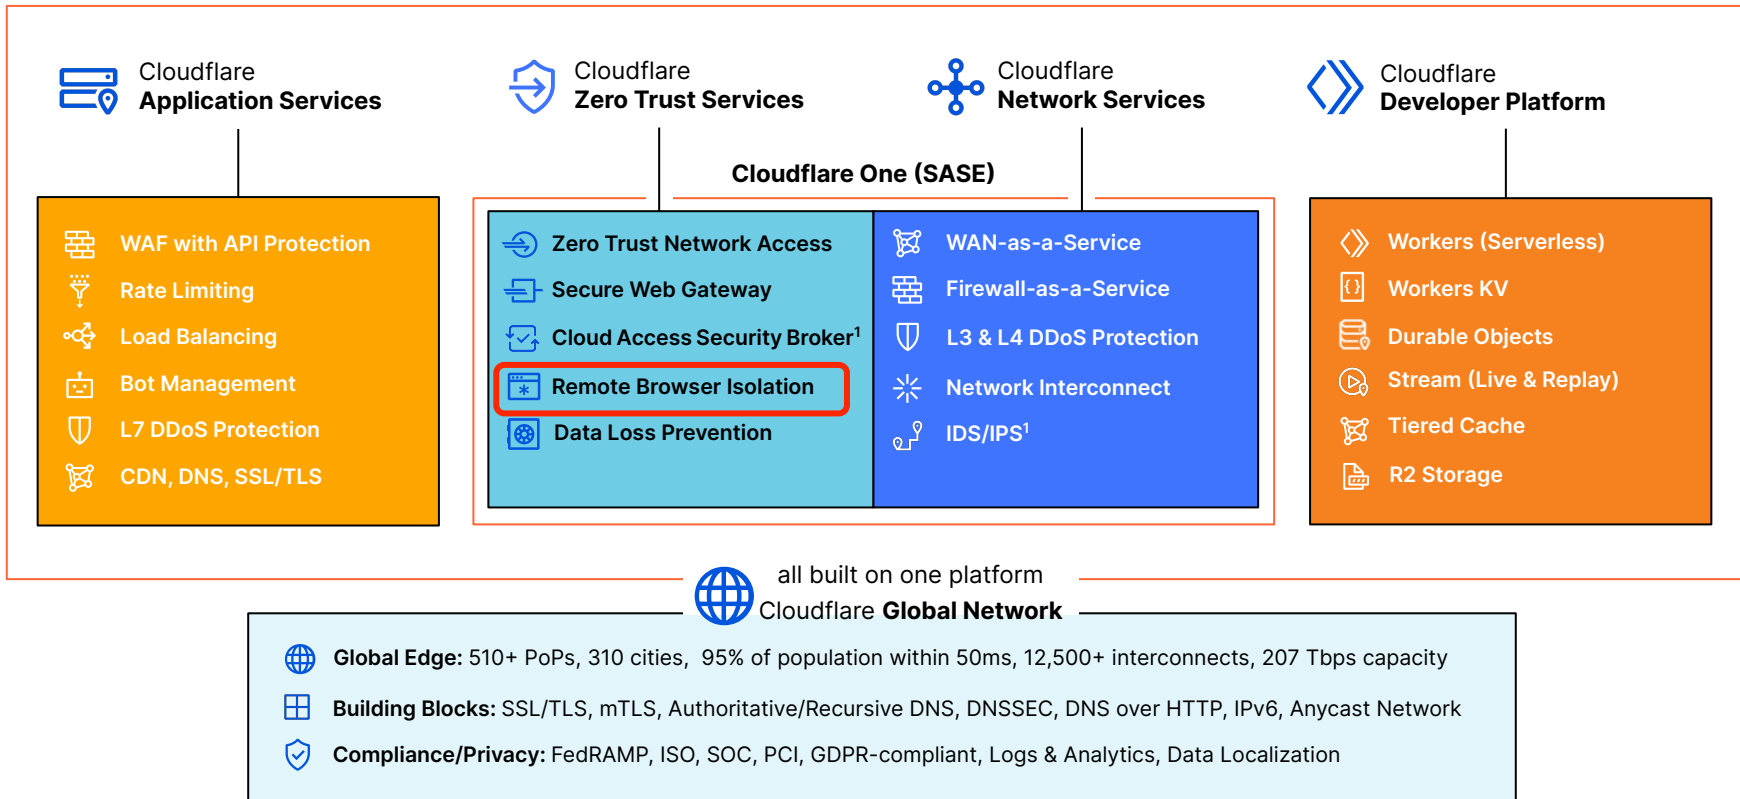 Cloudflare
Application Services
Cloudflare
Zero Trust Services
Cloudflare
Network Services
Cloudflare
Developer Platform
Cloudflare One (SASE)
WAF with API Protection
Rate Limiting
Load Balancing
Bot Management
L7 DDoS Protection
CDN, DNS, SSL/TLS
Zero Trust Network Access
Secure Web Gateway
Cloud Access Security Broker¹
Remote Browser Isolation
Data Loss Prevention
WAN-as-a-Service
Firewall-as-a-Service
L3 & L4 DDoS Protection
Network Interconnect
IDS/IPS¹
Workers (Serverless)
Workers KV
Durable Objects
Stream (Live & Replay)
Tiered Cache
R2 Storage
all built on one platform
Cloudflare Global Network
Global Edge: 510+ PoPs, 310 cities, 95% of population within 50ms, 12,500+ interconnects, 207 Tbps capacity
Building Blocks: SSL/TLS, mTLS, Authoritative/Recursive DNS, DNSSEC, DNS over HTTP, IPv6, Anycast Network
Compliance/Privacy: FedRAMP, ISO, SOC, PCI, GDPR-compliant, Logs & Analytics, Data Localization